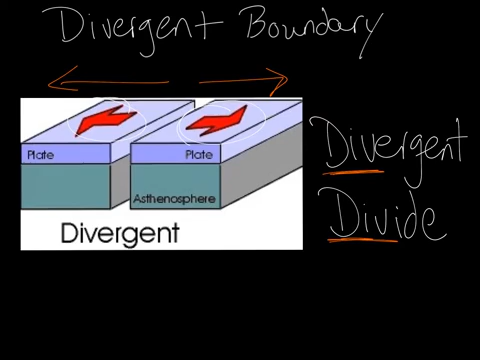 Divergent Boundary
Plate
Plate
Asthenosphere
Divergent
Divergent
Divide